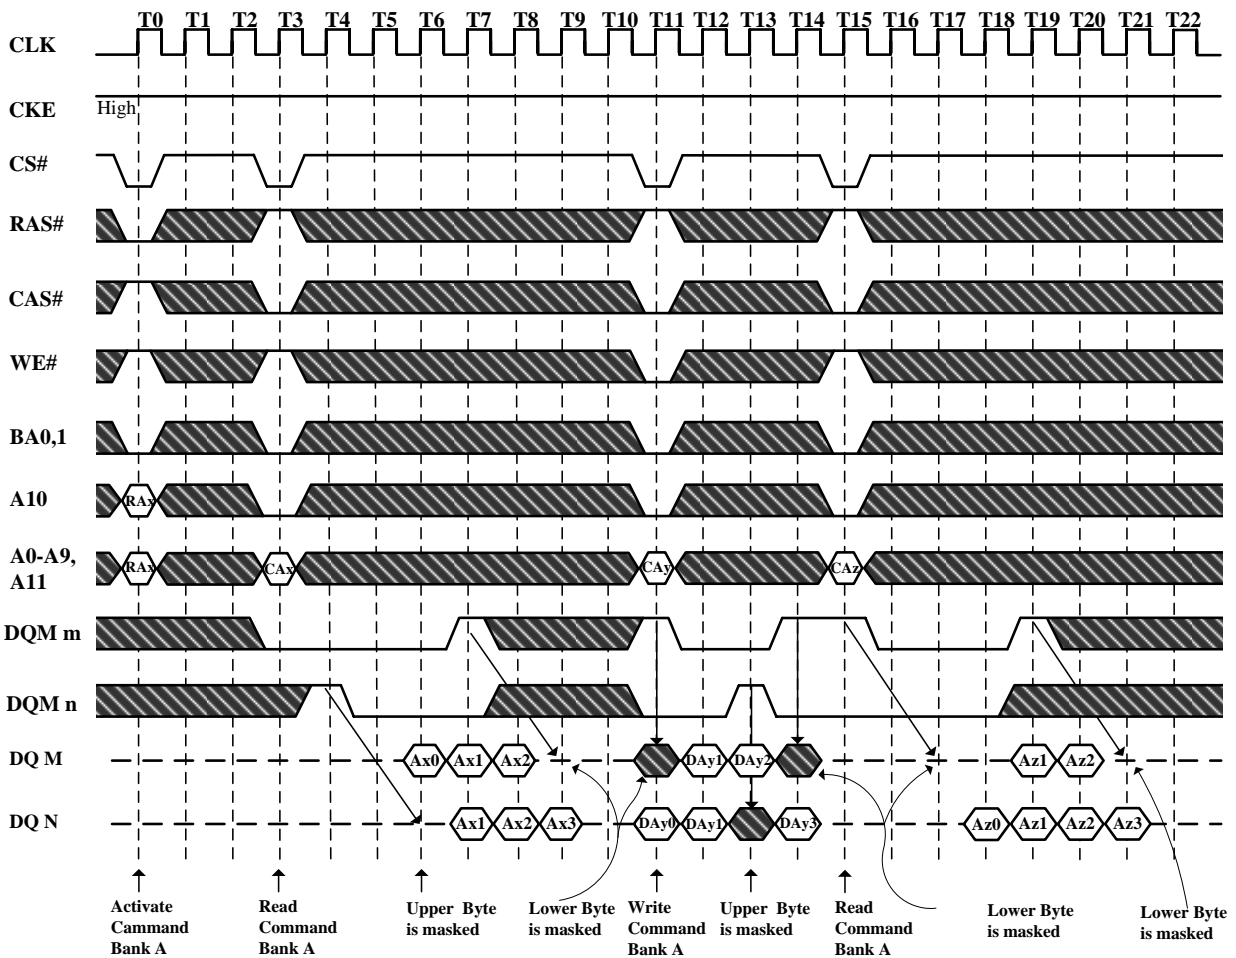 T0 T1 T2 T3 T4 T5 T6 T7 T8 T9 T10 T11 T12 T13 T14 T15 T16 T17 T18 T19 T20 T21 T22
CLK
CKE High
CS#
RAS#
CAS#
WE#
BA0,1
A10 RAx
A0-A9,
A11 RAx CAx CAy CAz
DQM m
DQM n
DQ M Ax0 Ax1 Ax2 DAy1 DAy2 Az1 Az2
DQ N Ax1 Ax2 Ax3 DAy0 DAy1 DAy3 Az0 Az1 Az2 Az3
Activate
Cammand
Bank A
Read
Command
Bank A
Upper Byte
is masked
Lower Byte
is masked
Write
Command
Bank A
Upper Byte
is masked
Read
Command
Bank A
Lower Byte
is masked
Lower Byte
is masked